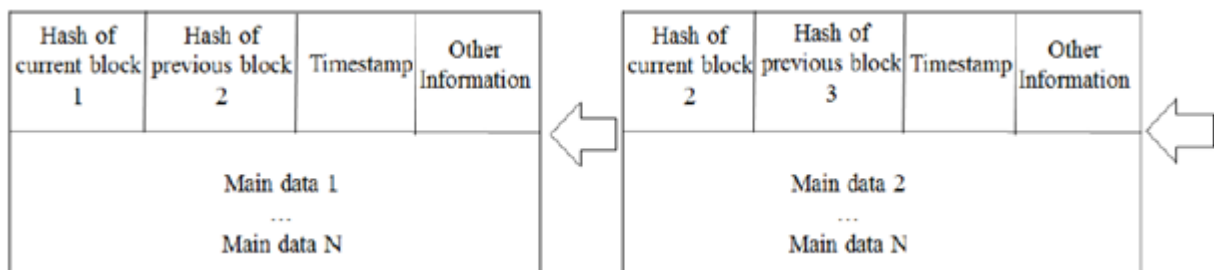 Hash of
current block
1
Hash of
previous block
2
Timestamp
Other
Information
Main data 1
...
Main data N
Hash of
current block
2
Hash of
previous block
3
Timestamp
Other
Information
Main data 2
...
Main data N